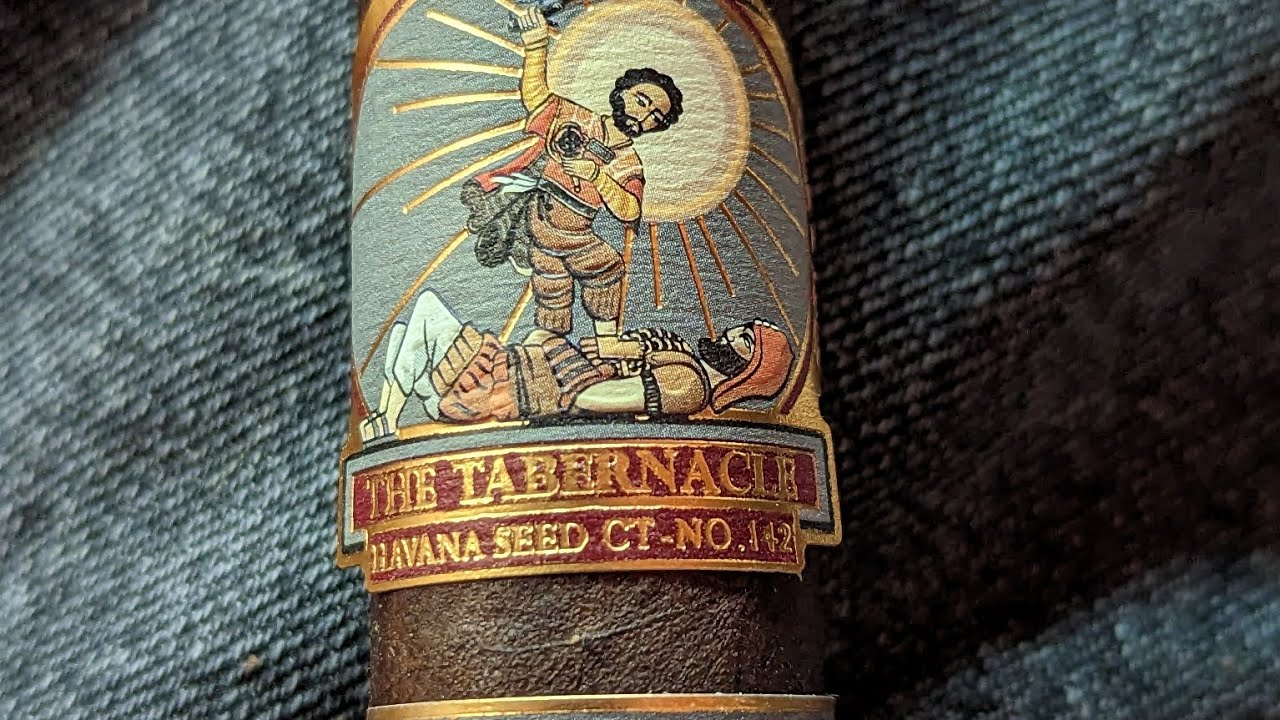 THE TABERNACLE
HAVANA SEED CT-NO.142